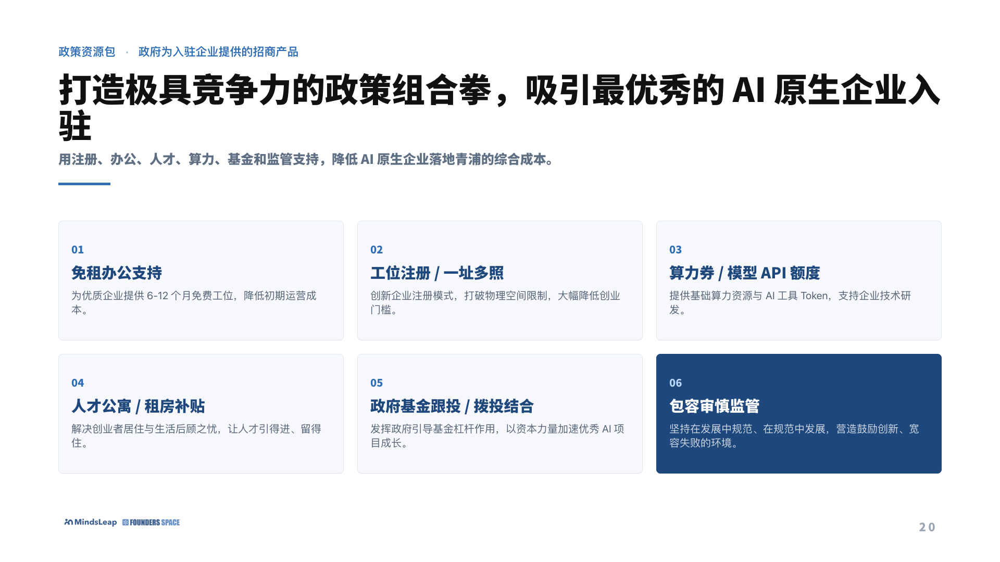 政策资源包 · 政府为入驻企业提供的招商产品
打造极具竞争力的政策组合拳，吸引最优秀的 AI 原生企业入
驻
用注册、办公、人才、算力、基金和监管支持，降低 AI 原生企业落地青浦的综合成本。
01
免租办公支持
为优质企业提供 6-12 个月免费工位，降低初期运营成
本。
02
工位注册 / 一址多照
创新企业注册模式，打破物理空间限制，大幅降低创业
门槛。
03
算力券 / 模型 API 额度
提供基础算力资源与 AI 工具 Token，支持企业技术研
发。
04
人才公寓 / 租房补贴
解决创业者居住与生活后顾之忧，让人才引得进、留得
住。
05
政府基金跟投 / 拨投结合
发挥政府引导基金杠杆作用，以资本力量加速优秀 AI 项
目成长。
06
包容审慎监管
坚持在发展中规范、在规范中发展，营造鼓励创新、宽
容失败的环境。
MindsLeap FOUNDERS SPACE
20